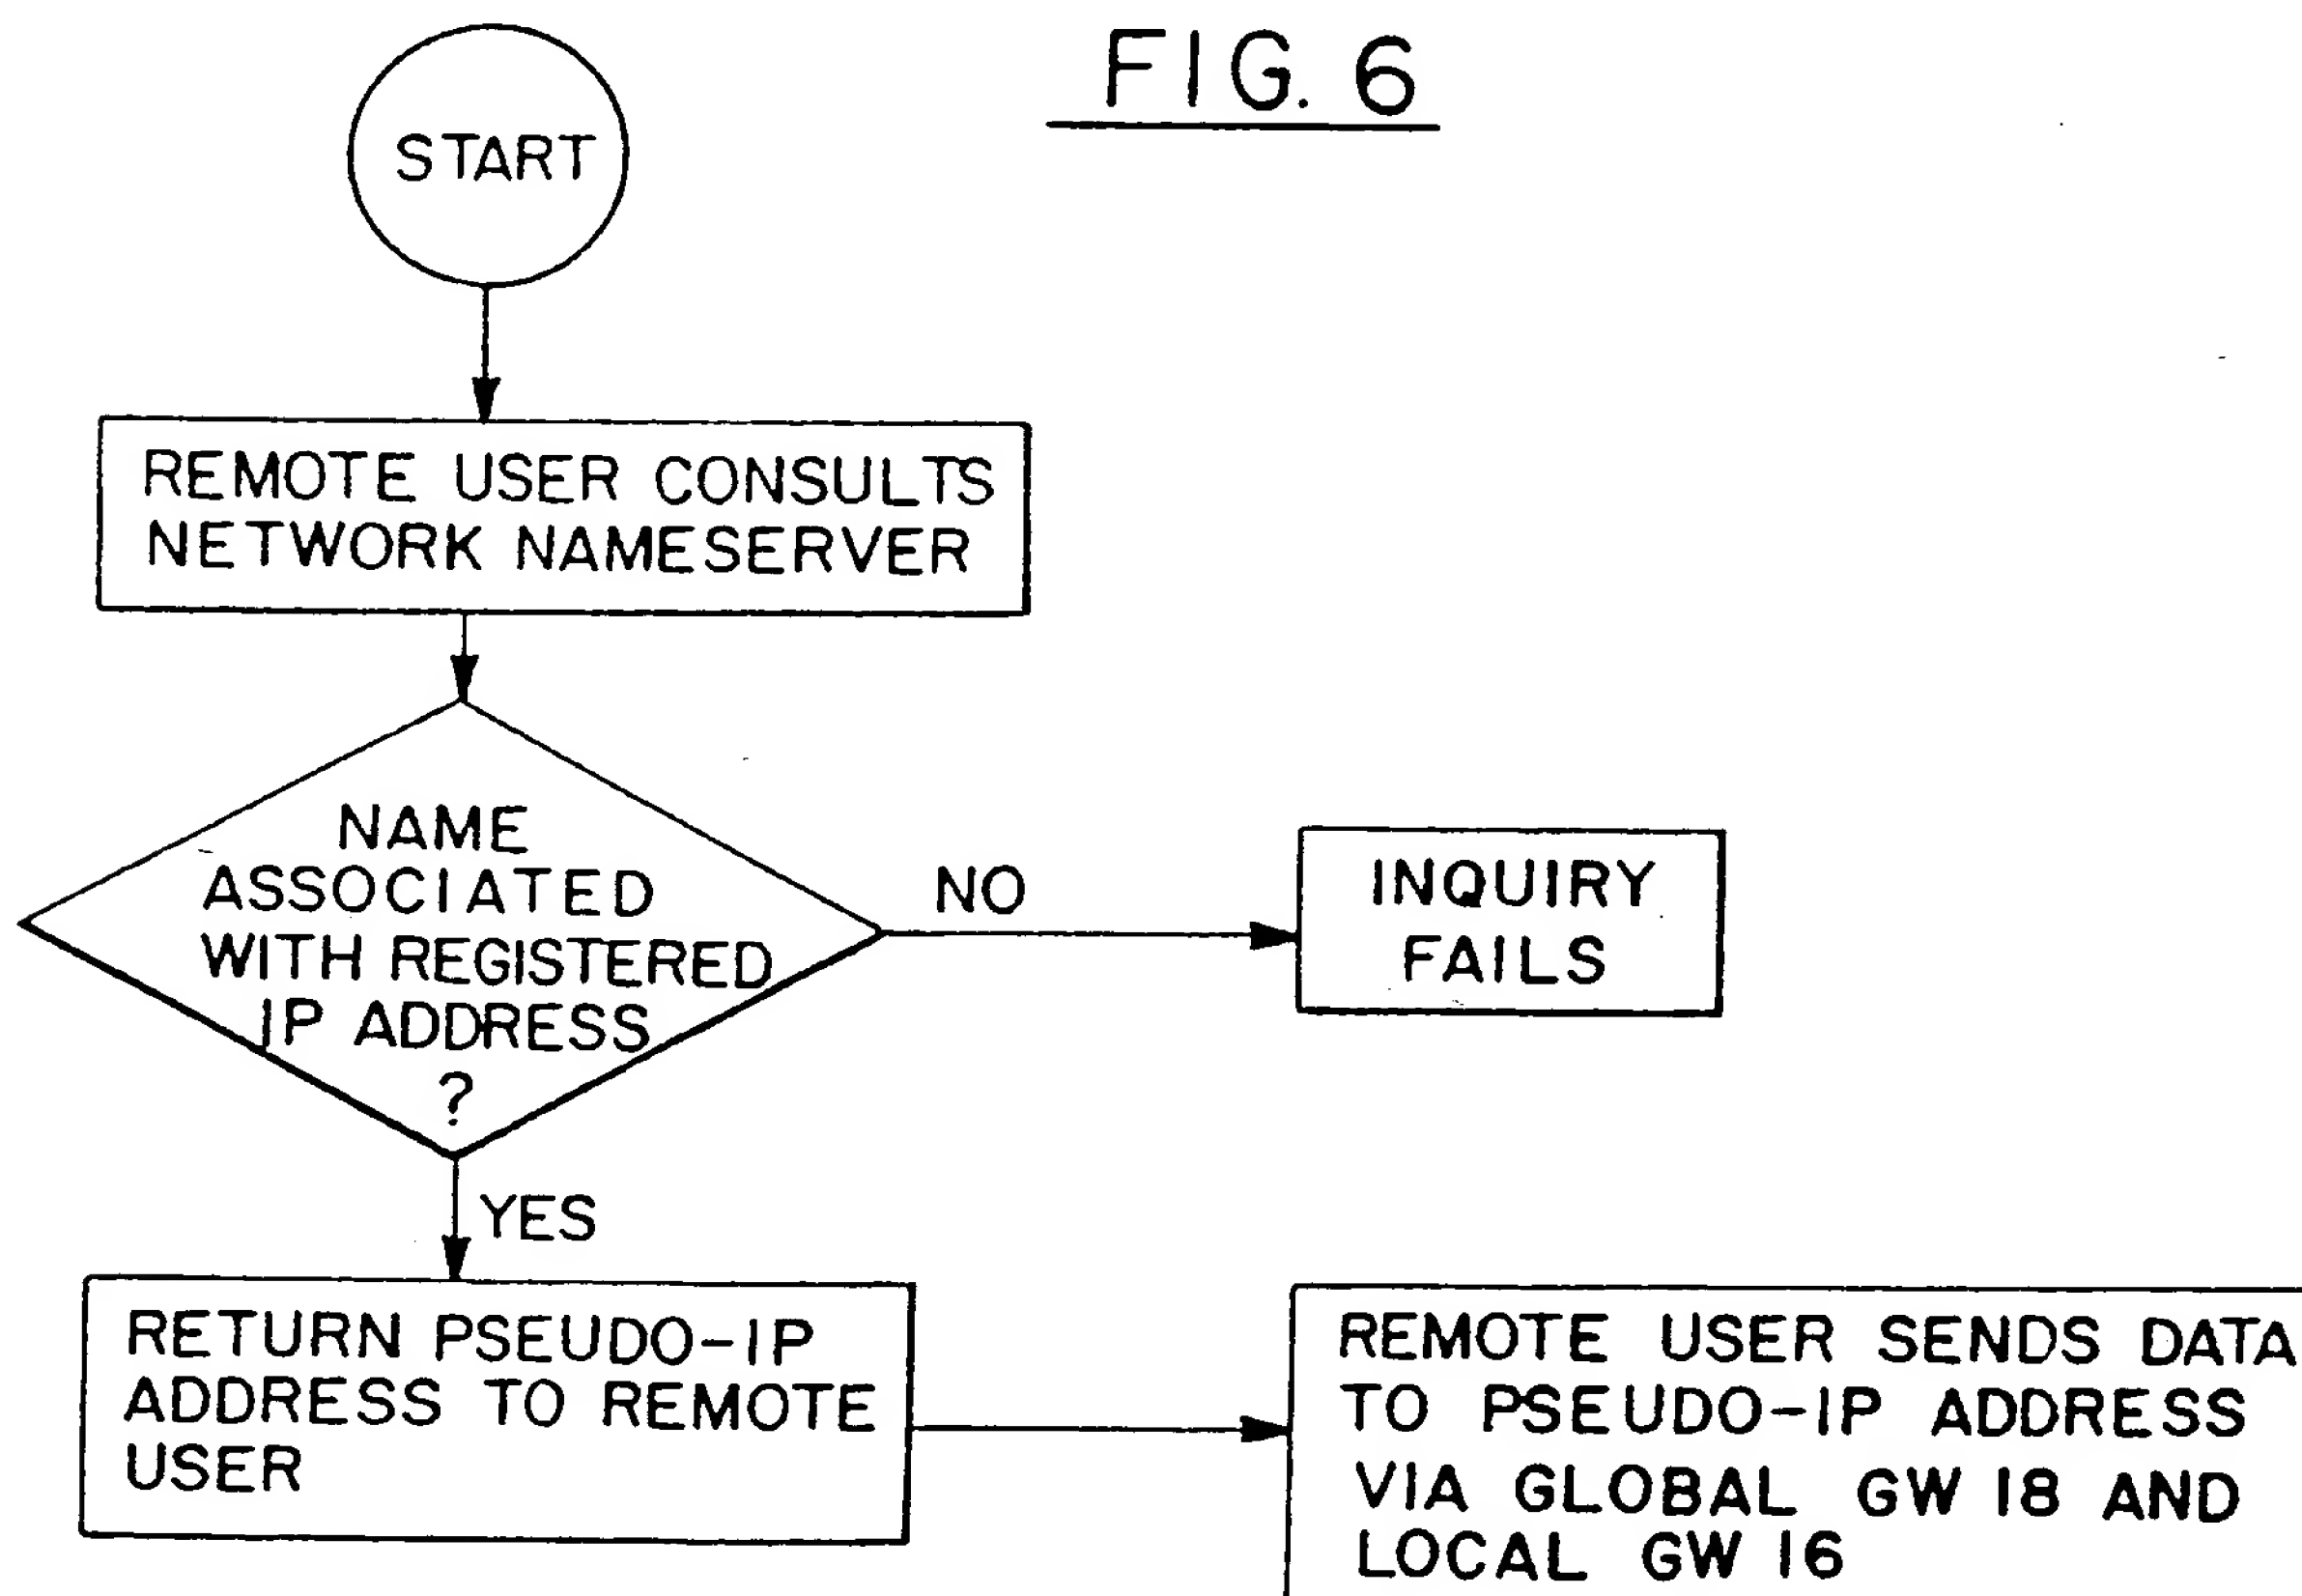 FIG. 6
START
REMOTE USER CONSULTS
NETWORK NAMESERVER
NAME
ASSOCIATED
WITH REGISTERED
IP ADDRESS
?
NO
INQUIRY
FAILS
YES
RETURN PSEUDO-IP
ADDRESS TO REMOTE
USER
REMOTE USER SENDS DATA
TO PSEUDO-IP ADDRESS
VIA GLOBAL GW 18 AND
LOCAL GW 16